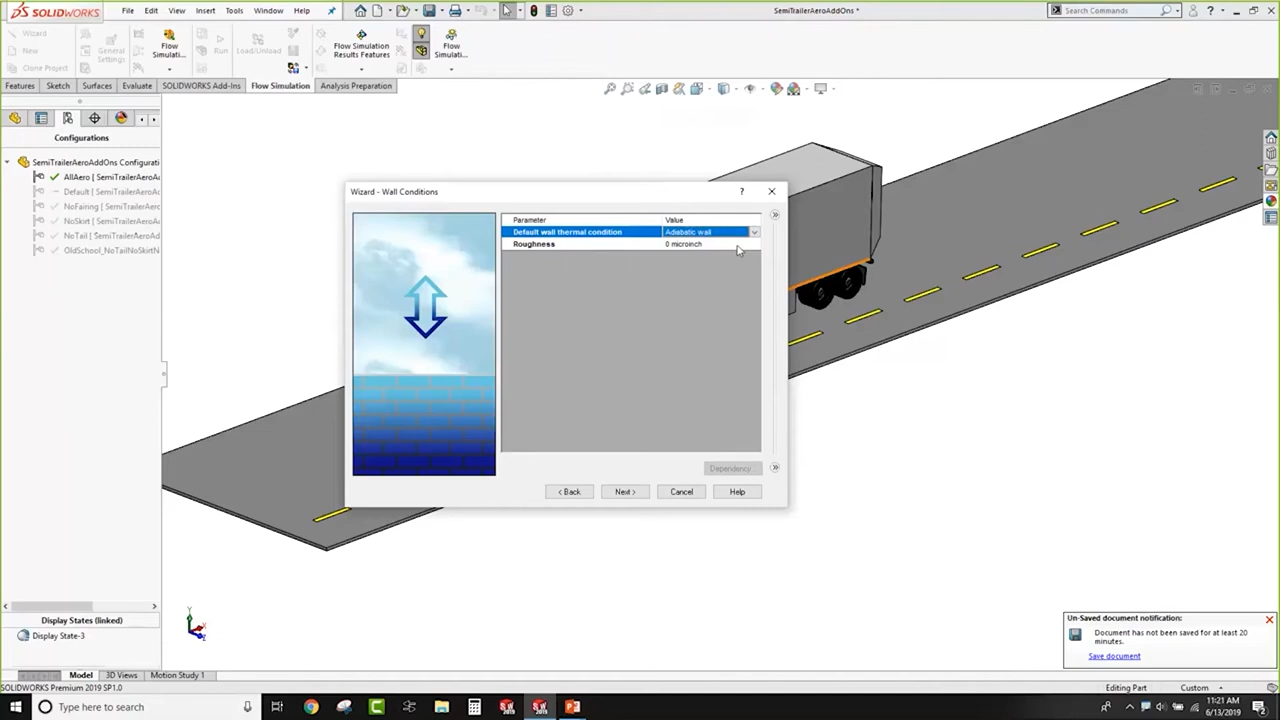 SOLIDWORKS
File Edit View Insert Tools Window Help
SemiTrailerAeroAddOns *
Search Commands
Wizard
New
Clone Project
General
Settings
Flow
Simulati...
Run
Load/Unload
Flow Simulation
Results Features
Flow
Simulati...
Features Sketch Surfaces Evaluate SOLIDWORKS Add-Ins Flow Simulation Analysis Preparation
Configurations
SemiTrailerAeroAddOns Configurati
AllAero [ SemiTrailerAeroA
Default [ SemiTrailerAeroAd
NoFairing [ SemiTrailerAero
NoSkirt [ SemiTrailerAeroA
NoTail [ SemiTrailerAeroAd
OldSchool_NoTailNoSkirtN
Wizard - Wall Conditions
?
Parameter Value
Default wall thermal condition Adiabatic wall
Roughness 0 microinch
Dependency...
< Back Next > Cancel Help
Y
X
Z
Display States (linked)
Display State-3
Un-Saved document notification:
Document has not been saved for at least 20
minutes.
Save document
Model 3D Views Motion Study 1
SOLIDWORKS Premium 2019 SP1.0
Editing Part Custom
Type here to search
11:21 AM
6/13/2019